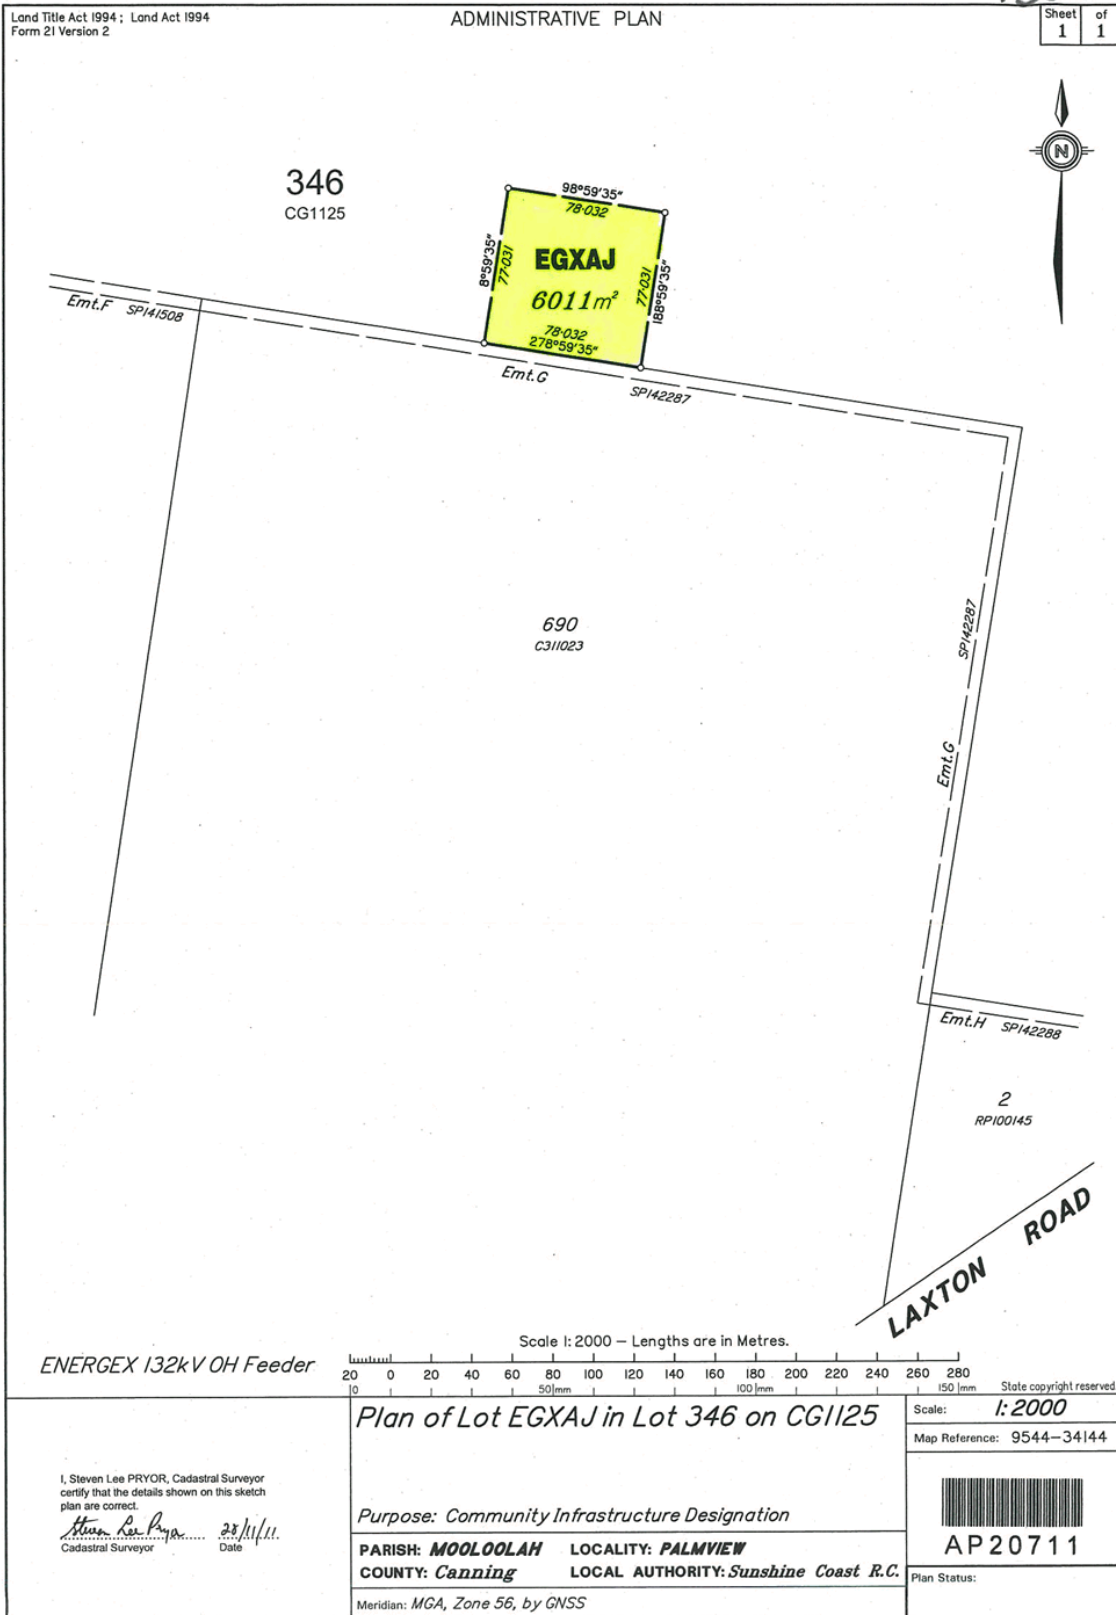 Land Title Act 1994 ; Land Act 1994
Form 21 Version 2
ADMINISTRATIVE PLAN
Sheet of
1 1
N
346
CG1125
98°59'35"
78·032
8°59'35"
77·031
EGXAJ
6011m²
77·031
188°59'35"
78·032
278°59'35"
Emt.F SP141508
Emt.G
SP142287
690
C311023
SP142287
Emt.G
Emt.H SP142288
2
RP100145
LAXTON ROAD
Scale 1:2000 – Lengths are in Metres.
ENERGEX 132kV OH Feeder
20 0 20 40 60 80 100 120 140 160 180 200 220 240 260 280
0 50mm 100mm 150mm
State copyright reserved.
Plan of Lot EGXAJ in Lot 346 on CG1125
Scale: 1:2000
Map Reference: 9544–34144
I, Steven Lee PRYOR, Cadastral Surveyor
certify that the details shown on this sketch
plan are correct.
Steven Lee Pryor 28/11/11
Cadastral Surveyor Date
Purpose: Community Infrastructure Designation
AP20711
PARISH: MOOLOOLAH LOCALITY: PALMVIEW
COUNTY: Canning LOCAL AUTHORITY: Sunshine Coast R.C.
Plan Status:
Meridian: MGA, Zone 56, by GNSS